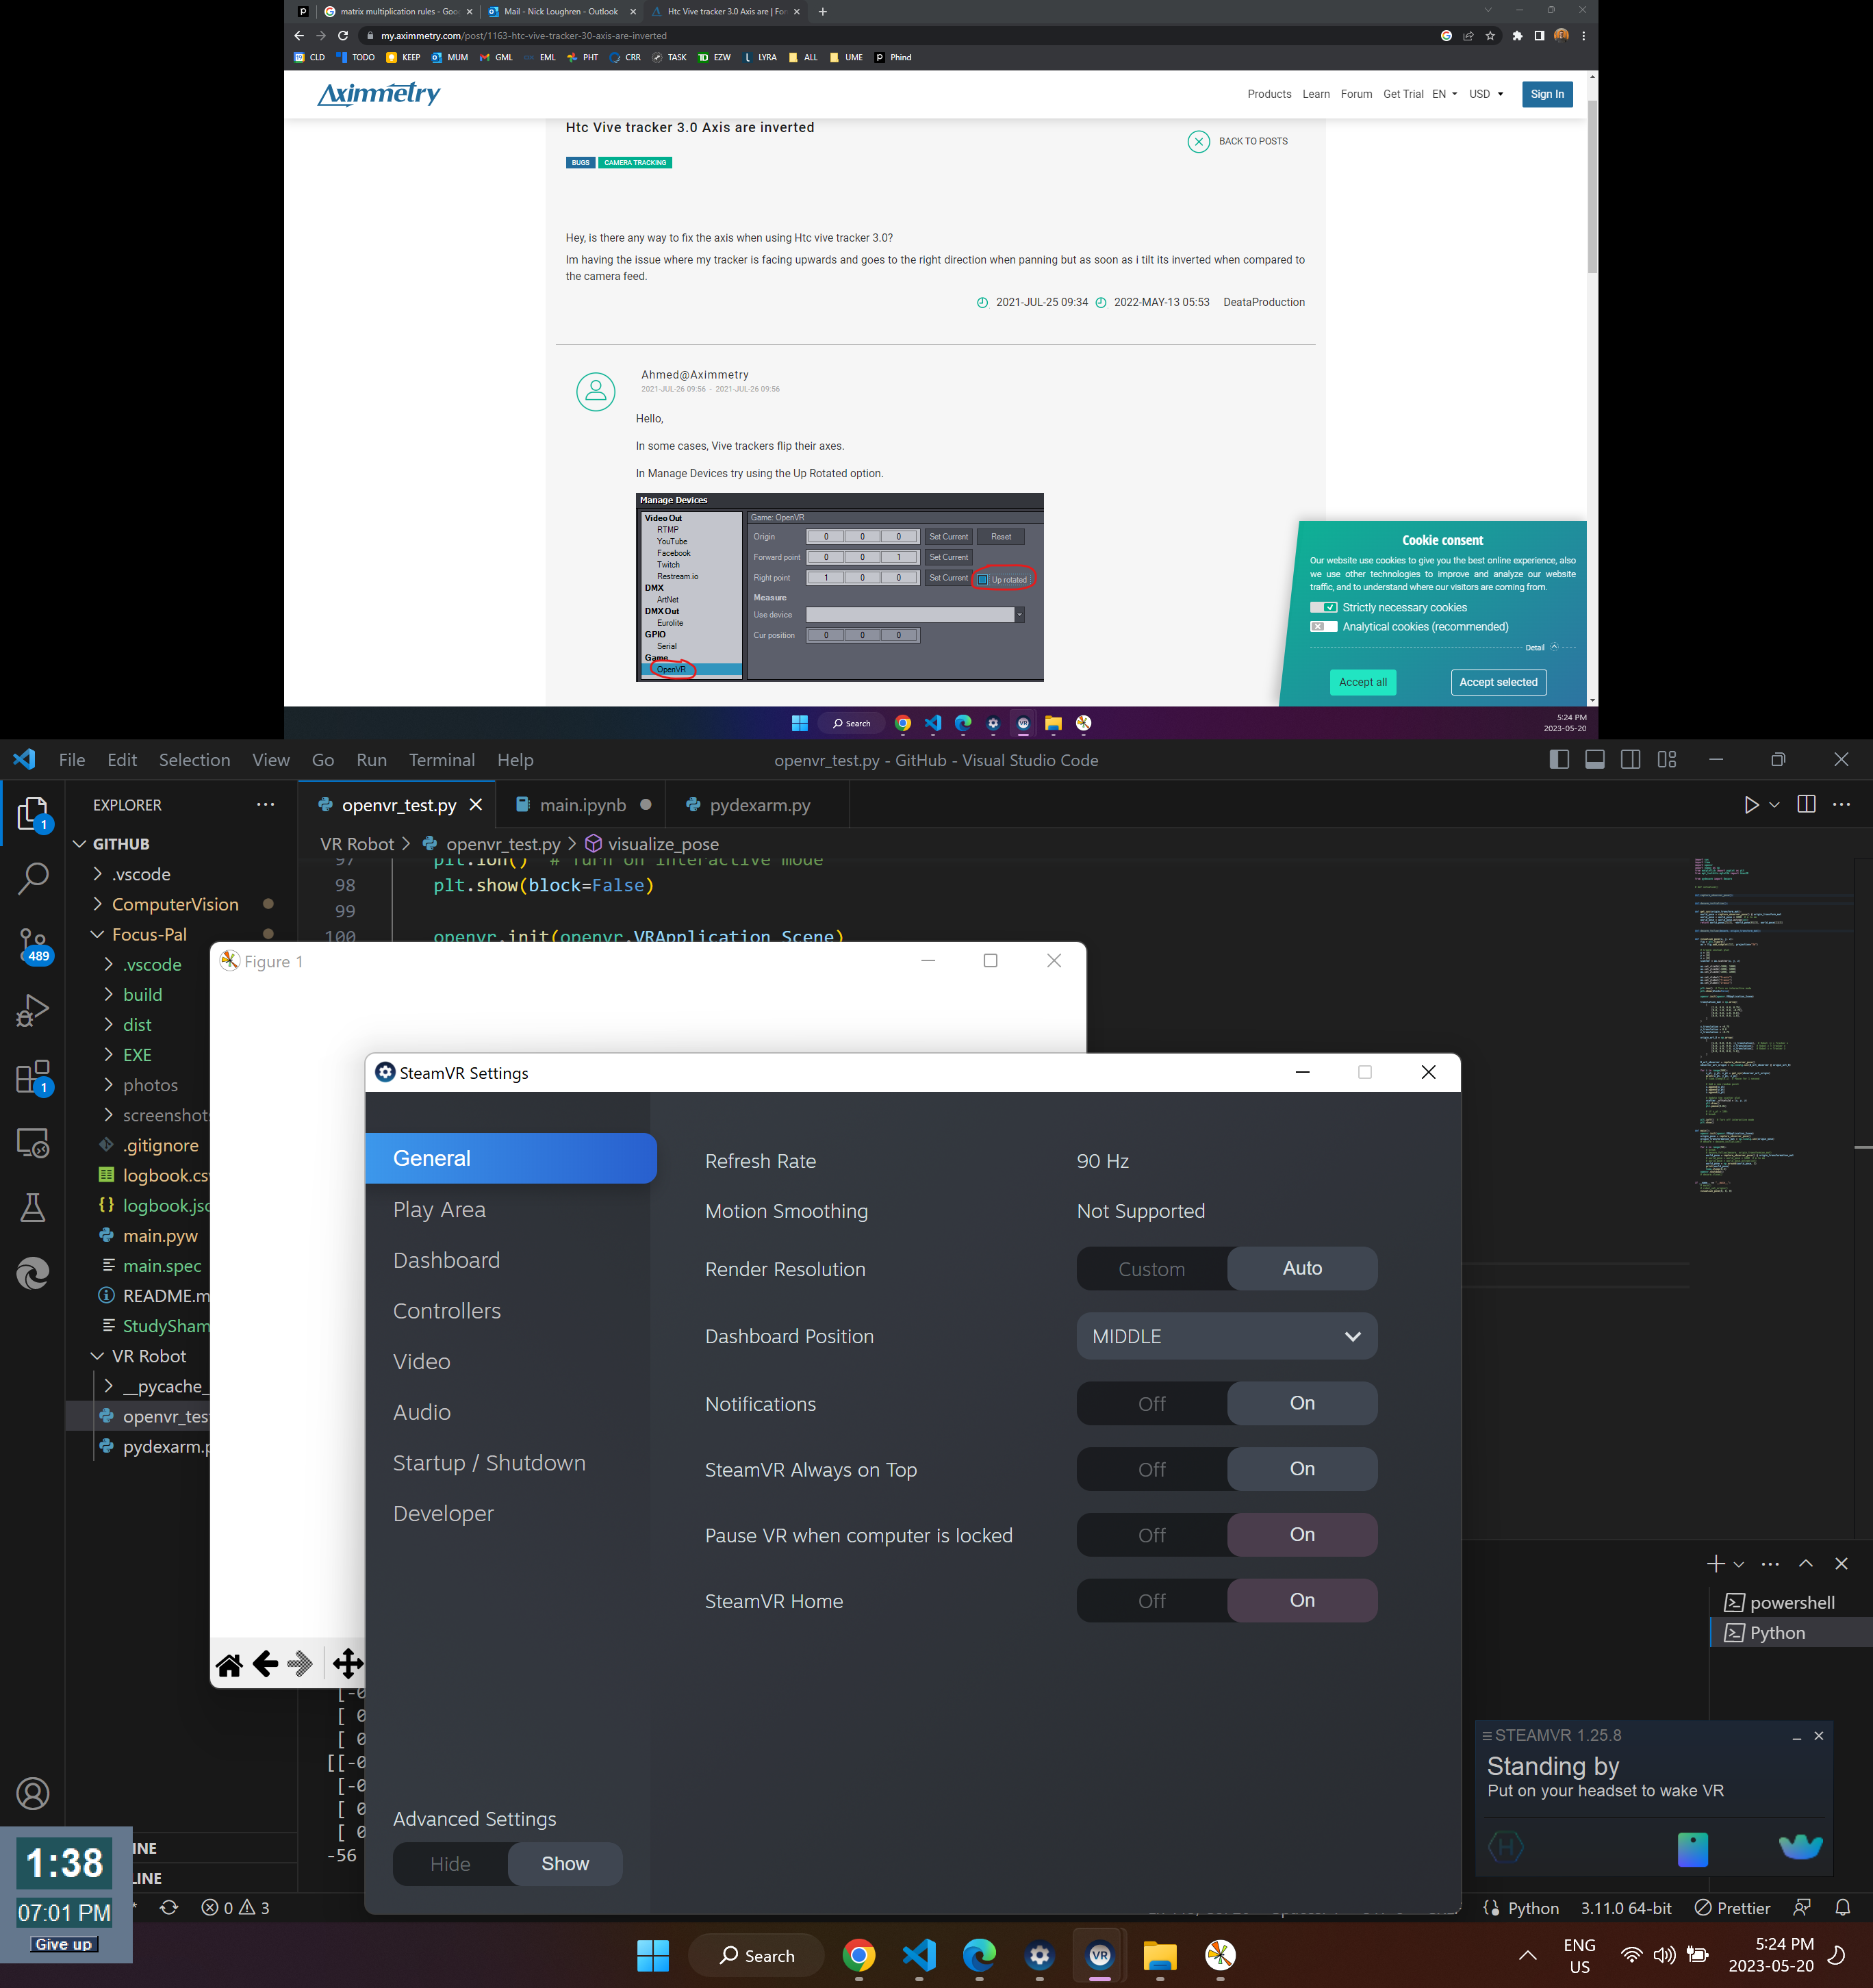 matrix multiplication rules - Goo
Mail - Nick Loughren - Outlook
Htc Vive tracker 3.0 Axis are | For
my.aximmetry.com/post/1163-htc-vive-tracker-30-axis-are-inverted
CLD TODO KEEP MUM GML EML PHT CRR TASK EZW LYRA ALL UME Phind
Aximmetry
Products Learn Forum Get Trial EN USD Sign In
Htc Vive tracker 3.0 Axis are inverted
BACK TO POSTS
BUGS CAMERA TRACKING
Hey, is there any way to fix the axis when using Htc vive tracker 3.0?
Im having the issue where my tracker is facing upwards and goes to the right direction when panning but as soon as i tilt its inverted when compared to
the camera feed.
2021-JUL-25 09:34 2022-MAY-13 05:53 DeataProduction
Ahmed@Aximmetry
2021-JUL-26 09:56 - 2021-JUL-26 09:56
Hello,
In some cases, Vive trackers flip their axes.
In Manage Devices try using the Up Rotated option.
Manage Devices
Video Out
RTMP
YouTube
Facebook
Twitch
Restream.io
DMX
ArtNet
DMX Out
Eurolite
GPIO
Serial
Game
OpenVR
Game: OpenVR
Origin 0 0 0 Set Current Reset
Forward point 0 0 1 Set Current
Right point 1 0 0 Set Current Up rotated
Measure
Use device
Cur position 0 0 0
Cookie consent
Our website use cookies to give you the best online experience, also
we use other technologies to improve and analyze our website
traffic, and to understand where our visitors are coming from.
Strictly necessary cookies
Analytical cookies (recommended)
Detail
Accept all Accept selected
Search
5:24 PM
2023-05-20
File Edit Selection View Go Run Terminal Help
openvr_test.py - GitHub - Visual Studio Code
EXPLORER
openvr_test.py main.ipynb pydexarm.py
VR Robot > openvr_test.py > visualize_pose
GITHUB
.vscode
ComputerVision
Focus-Pal
.vscode
build
dist
EXE
photos
screenshots
.gitignore
logbook.cs
logbook.jso
main.pyw
main.spec
README.m
StudySham
VR Robot
__pycache_
openvr_tes
pydexarm.p
1
489
1
97 plt.ion() # Turn on interactive mode
98 plt.show(block=False)
99
100 openvr.init(openvr.VRApplication_Scene)
Figure 1
SteamVR Settings
General
Play Area
Dashboard
Controllers
Video
Audio
Startup / Shutdown
Developer
Advanced Settings
Hide Show
Refresh Rate 90 Hz
Motion Smoothing Not Supported
Render Resolution Custom Auto
Dashboard Position MIDDLE
Notifications Off On
SteamVR Always on Top Off On
Pause VR when computer is locked Off On
SteamVR Home Off On
powershell
Python
[-0
[ 0
[ 0
[[-0
[-0
[ 0
[ 0
-56
STEAMVR 1.25.8
Standing by
Put on your headset to wake VR
INE
LINE
1:38
07:01 PM
Give up
0 3
Python 3.11.0 64-bit Prettier
Search
ENG
US
5:24 PM
2023-05-20